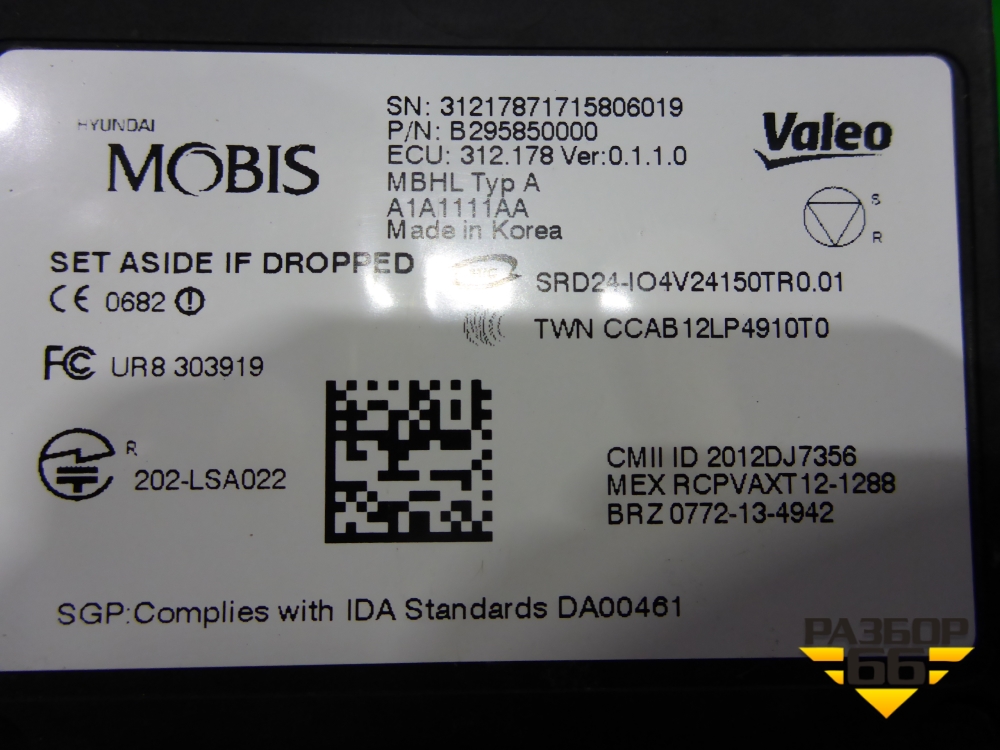 HYUNDAI
MOBIS
SN: 31217871715806019
P/N: B295850000
ECU: 312.178 Ver:0.1.1.0
MBHL Typ A
A1A1111AA
Made in Korea
Valeo
S
R
SET ASIDE IF DROPPED
CE 0682
SRD24-IO4V24150TR0.01
TWN CCAB12LP4910T0
FC UR8 303919
R
202-LSA022
CMII ID 2012DJ7356
MEX RCPVAXT12-1288
BRZ 0772-13-4942
SGP:Complies with IDA Standards DA00461
РАЗБОР
66